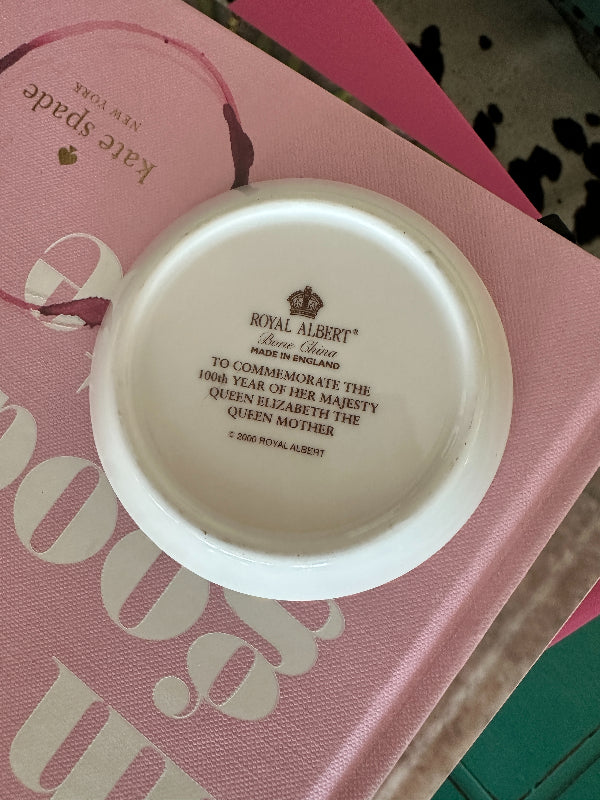 ROYAL ALBERT®
Bone China
MADE IN ENGLAND
TO COMMEMORATE THE
100th YEAR OF HER MAJESTY
QUEEN ELIZABETH THE
QUEEN MOTHER
© 2000 ROYAL ALBERT
kate spade
NEW YORK
goo